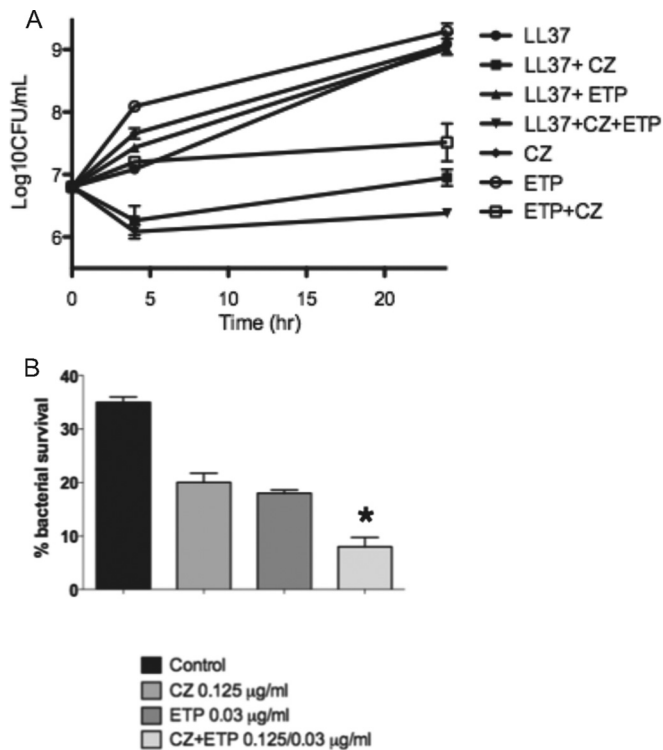 A
Log10CFU/mL
9
8
7
6
0
5
10
15
20
Time (hr)
LL37
LL37+ CZ
LL37+ ETP
LL37+CZ+ETP
CZ
ETP
ETP+CZ
B
% bacterial survival
40
30
20
10
0
*
Control
CZ 0.125 µg/ml
ETP 0.03 µg/ml
CZ+ETP 0.125/0.03 µg/ml